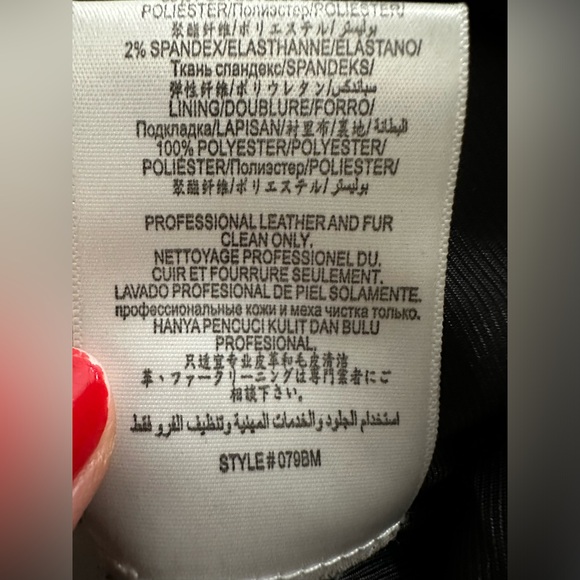 POLIESTER/Полиэстер/POLIESTER/
聚酯纤维/ポリエステル/بوليستر
2% SPANDEX/ELASTHANNE/ELASTANO/
Ткань спандекс/SPANDEKS/
弹性纤维/ポリウレタン/سباندكس
LINING/DOUBLURE/FORRO/
Подкладка/LAPISAN/衬里布/裏地/البطانة/
100% POLYESTER/POLYESTER/
POLIESTER/Полиэстер/POLIESTER/
聚酯纤维/ポリエステル/بوليستر
PROFESSIONAL LEATHER AND FUR
CLEAN ONLY.
NETTOYAGE PROFESSIONEL DU.
CUIR ET FOURRURE SEULEMENT.
LAVADO PROFESIONAL DE PIEL SOLAMENTE.
профессиональные кожи и меха чистка только.
HANYA PENCUCI KULIT DAN BULU
PROFESIONAL.
只适宜专业皮革和毛皮清洁
革・ファークリーニングは専門業者にご
相談下さい。
استخدام الجلود والخدمات المهنية وتنظيف الفرو فقط
STYLE#079BM